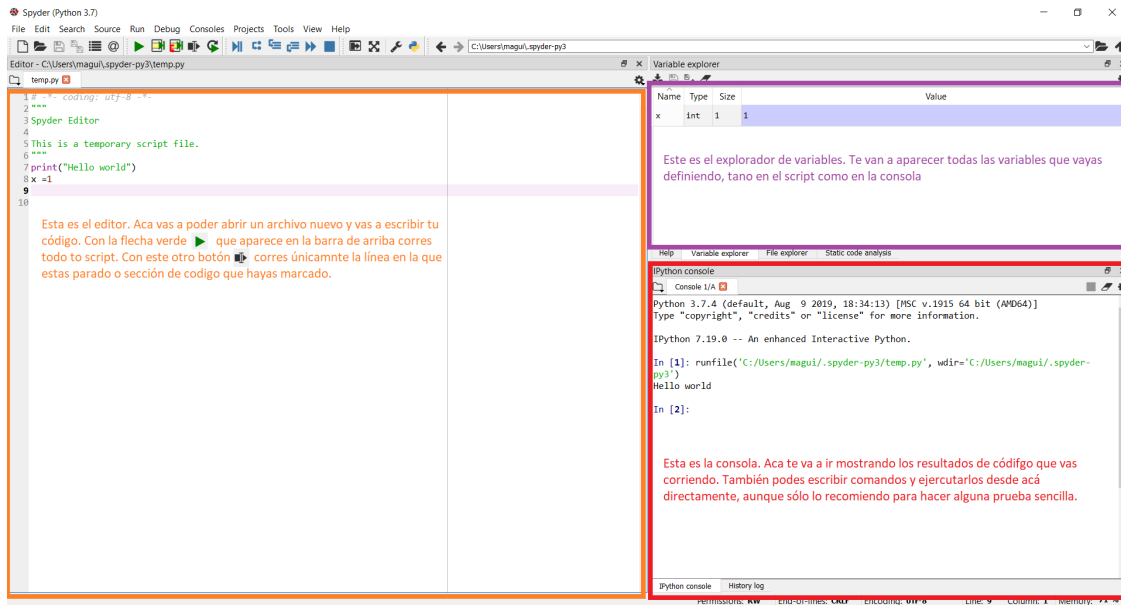 Spyder (Python 3.7)
File Edit Search Source Run Debug Consoles Projects Tools View Help
C:\Users\magui\.spyder-py3
Editor - C:\Users\magui\.spyder-py3\temp.py
temp.py
1 # -*- coding: utf-8 -*-
2 """
3 Spyder Editor
4
5 This is a temporary script file.
6 """
7 print("Hello world")
8 x =1
9
10
Esta es el editor. Aca vas a poder abrir un archivo nuevo y vas a escribir tu
código. Con la flecha verde que aparece en la barra de arriba corres
todo to script. Con este otro botón corres únicamnte la línea en la que
estas parado o sección de codigo que hayas marcado.
Variable explorer
Name Type Size Value
x int 1 1
Este es el explorador de variables. Te van a aparecer todas las variables que vayas
definiendo, tano en el script como en la consola
Help Variable explorer File explorer Static code analysis
IPython console
Console 1/A
Python 3.7.4 (default, Aug 9 2019, 18:34:13) [MSC v.1915 64 bit (AMD64)]
Type "copyright", "credits" or "license" for more information.
IPython 7.19.0 -- An enhanced Interactive Python.
In [1]: runfile('C:/Users/magui/.spyder-py3/temp.py', wdir='C:/Users/magui/.spyder-
py3')
Hello world
In [2]:
Esta es la consola. Aca te va a ir mostrando los resultados de códifgo que vas
corriendo. También podes escribir comandos y ejercutarlos desde acá
directamente, aunque sólo lo recomiendo para hacer alguna prueba sencilla.
IPython console History log
Permissions: RW End-of-lines: CRLF Encoding: UTF-8 Line: 9 Column: 1 Memory: 71 %